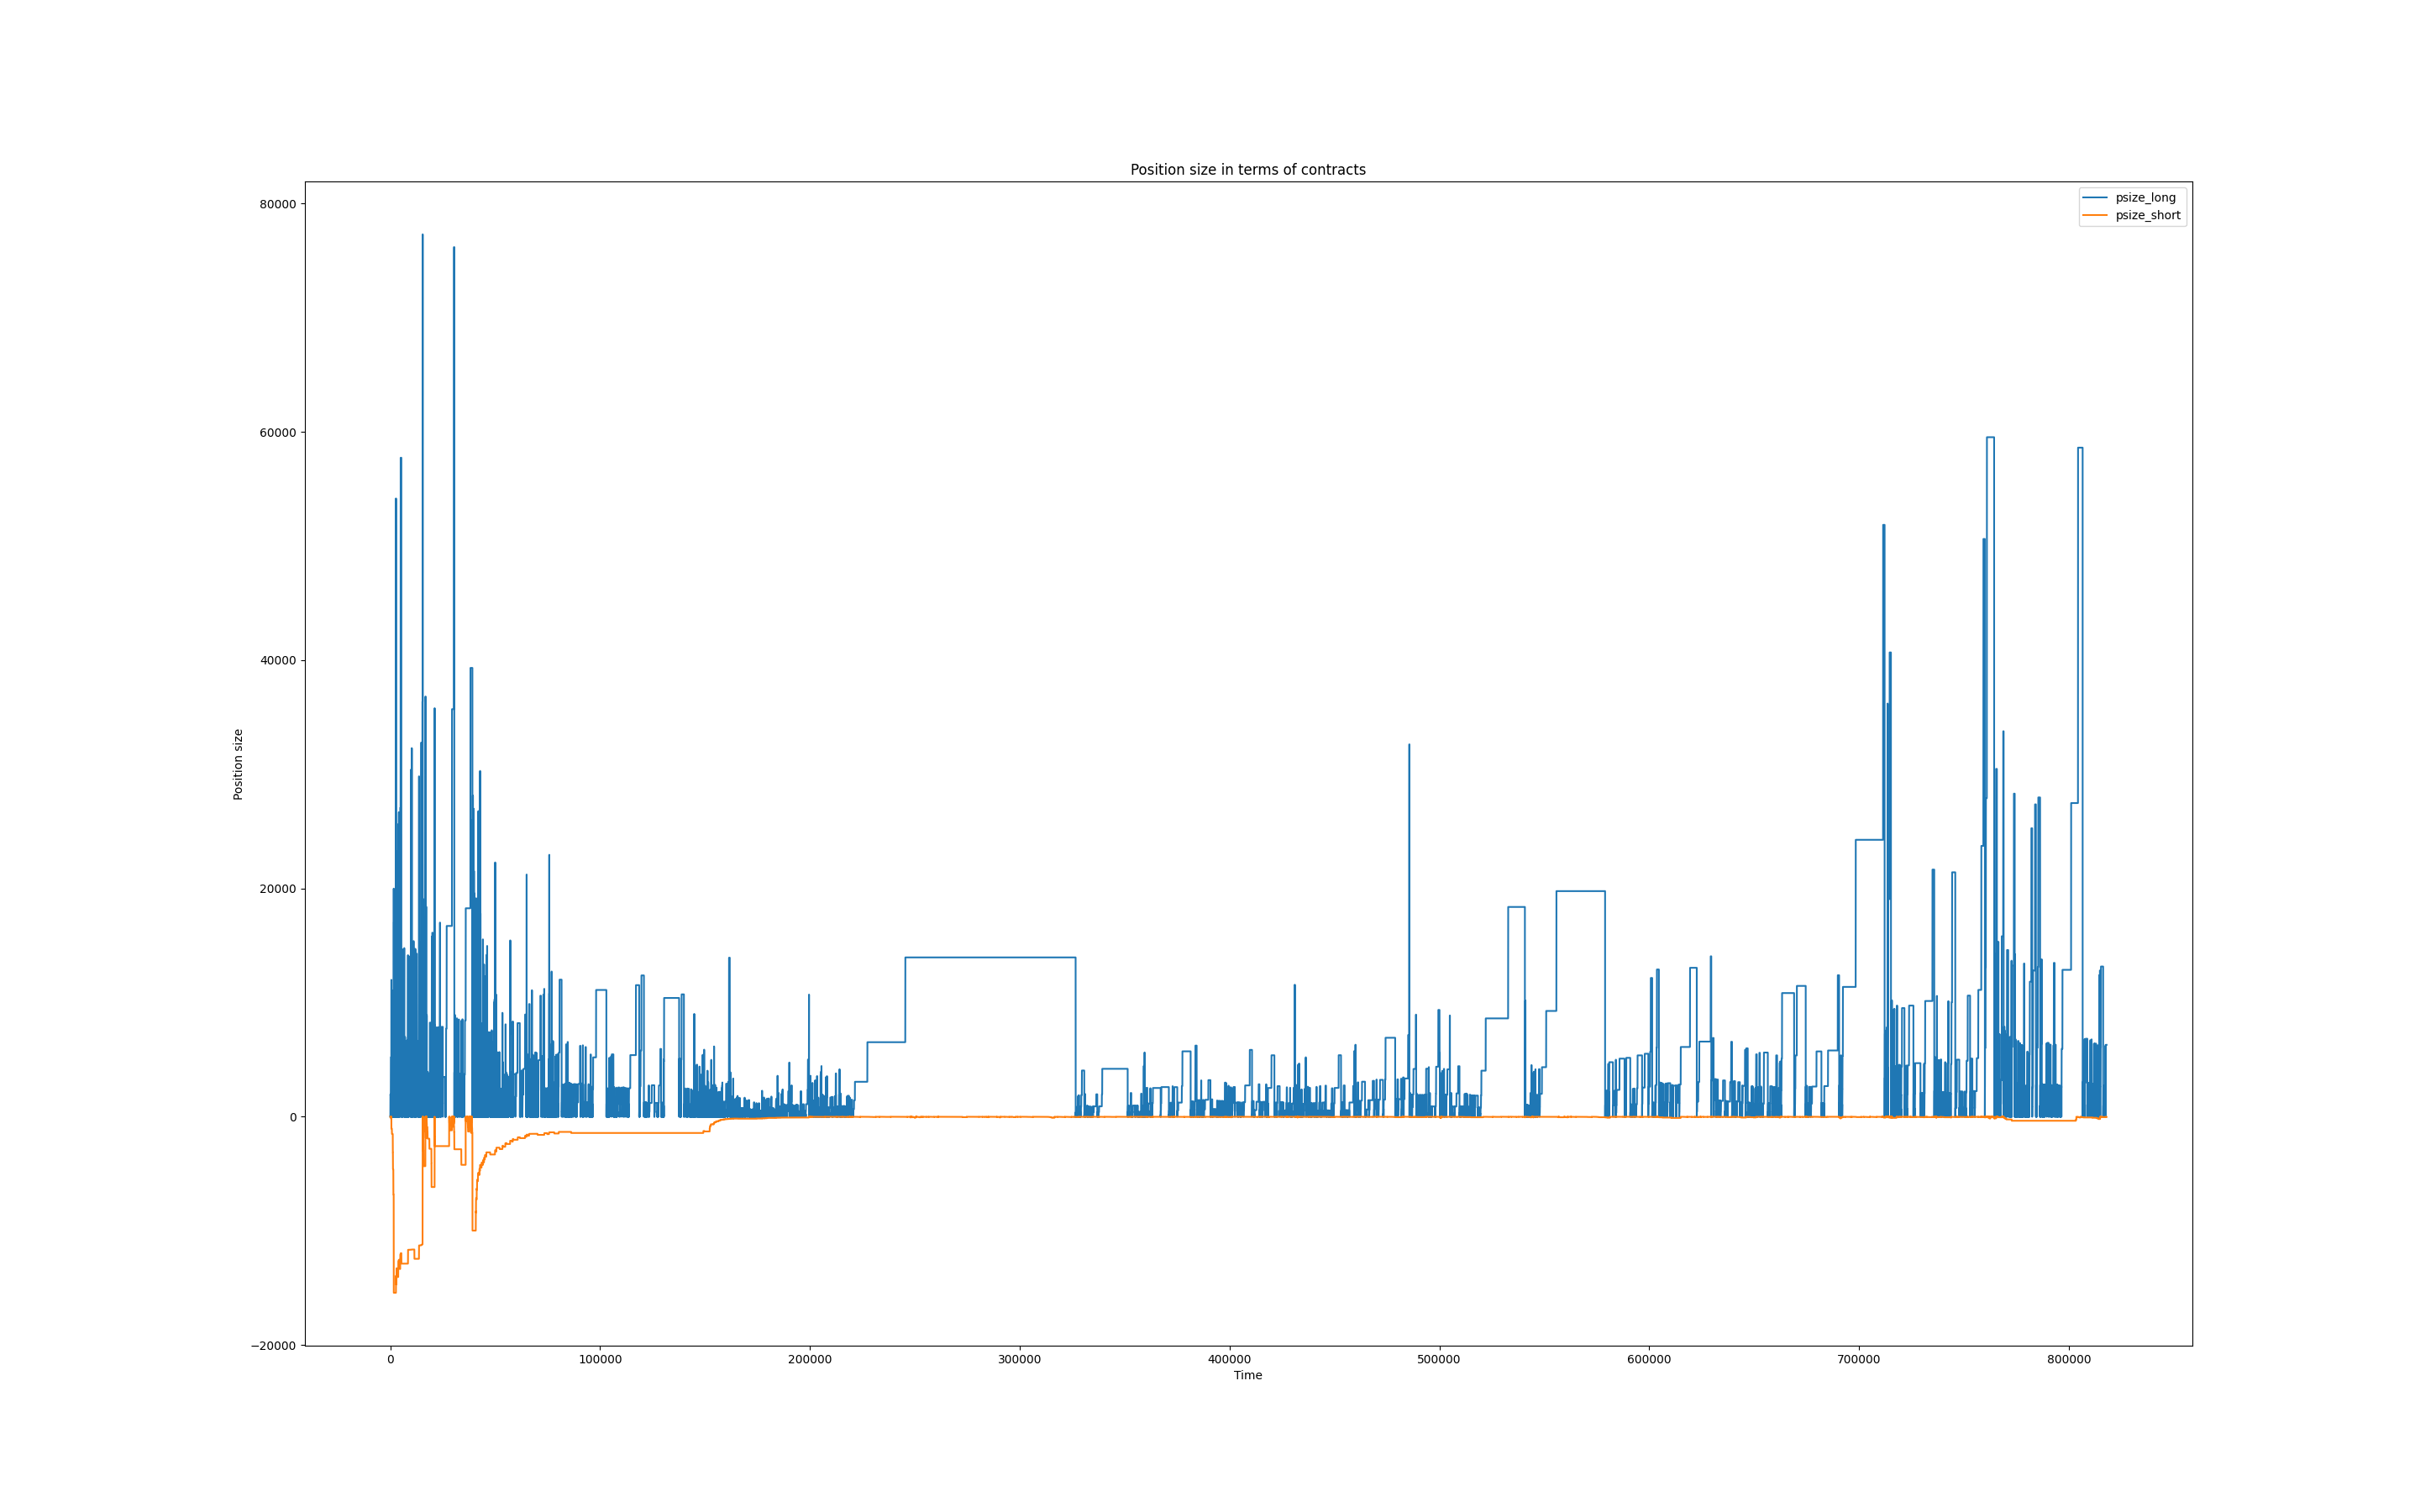 Position size in terms of contracts
psize_long
psize_short
80000
60000
40000
20000
0
−20000
Position size
0 100000 200000 300000 400000 500000 600000 700000 800000
Time